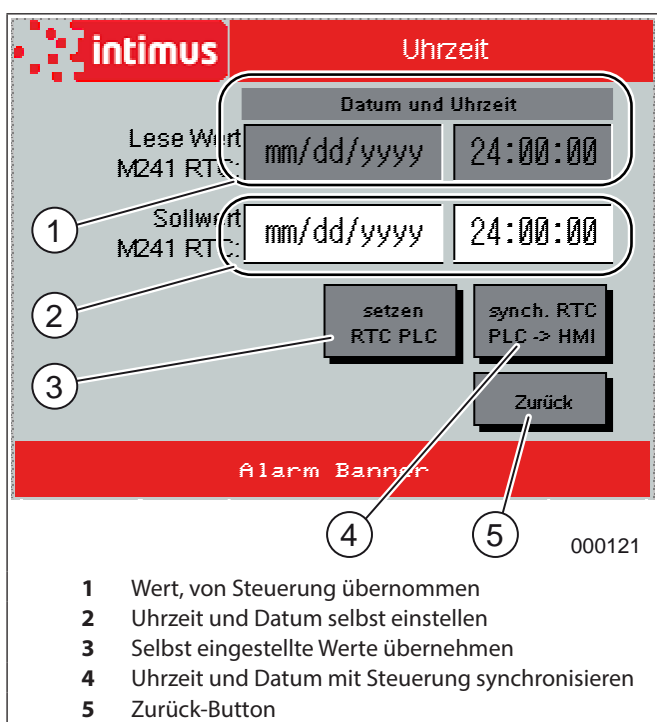 intimus Uhrzeit
Datum und Uhrzeit
Lese Wert
M241 RTC: mm/dd/yyyy 24:00:00
1
Sollwert
M241 RTC: mm/dd/yyyy 24:00:00
2
setzen
RTC PLC
synch. RTC
PLC -> HMI
3
Zurück
Alarm Banner
4 5
000121
1 Wert, von Steuerung übernommen
2 Uhrzeit und Datum selbst einstellen
3 Selbst eingestellte Werte übernehmen
4 Uhrzeit und Datum mit Steuerung synchronisieren
5 Zurück-Button